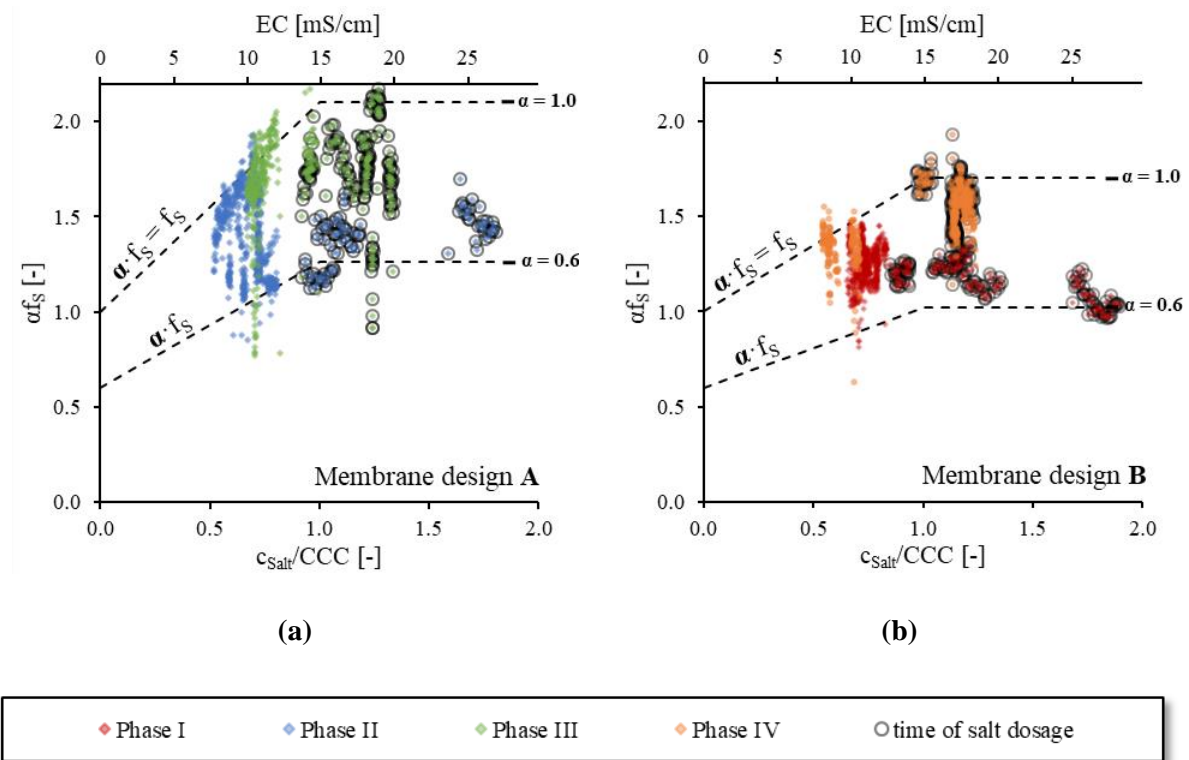 EC [mS/cm]
0 5 10 15 20 25
αfS [-]
2.0
1.5
1.0
0.5
0.0
α·fS = fS
α·fS
α = 1.0
α = 0.6
Membrane design A
0.0 0.5 1.0 1.5 2.0
cSalt/CCC [-]
(a)
EC [mS/cm]
0 5 10 15 20 25
αfS [-]
2.0
1.5
1.0
0.5
0.0
α·fS = fS
α·fS
α = 1.0
α = 0.6
Membrane design B
0.0 0.5 1.0 1.5 2.0
cSalt/CCC [-]
(b)
Phase I Phase II Phase III Phase IV time of salt dosage